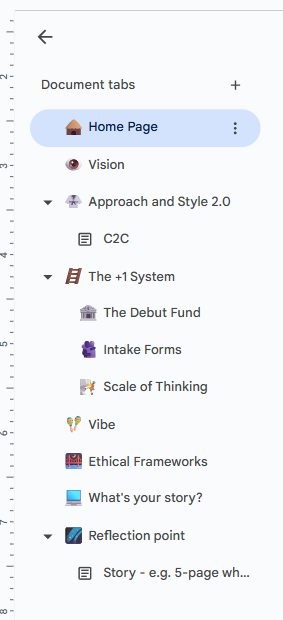 Document tabs
Home Page
Vision
Approach and Style 2.0
C2C
The +1 System
The Debut Fund
Intake Forms
Scale of Thinking
Vibe
Ethical Frameworks
What's your story?
Reflection point
Story - e.g. 5-page wh...
2
3
4
5
6
7
8